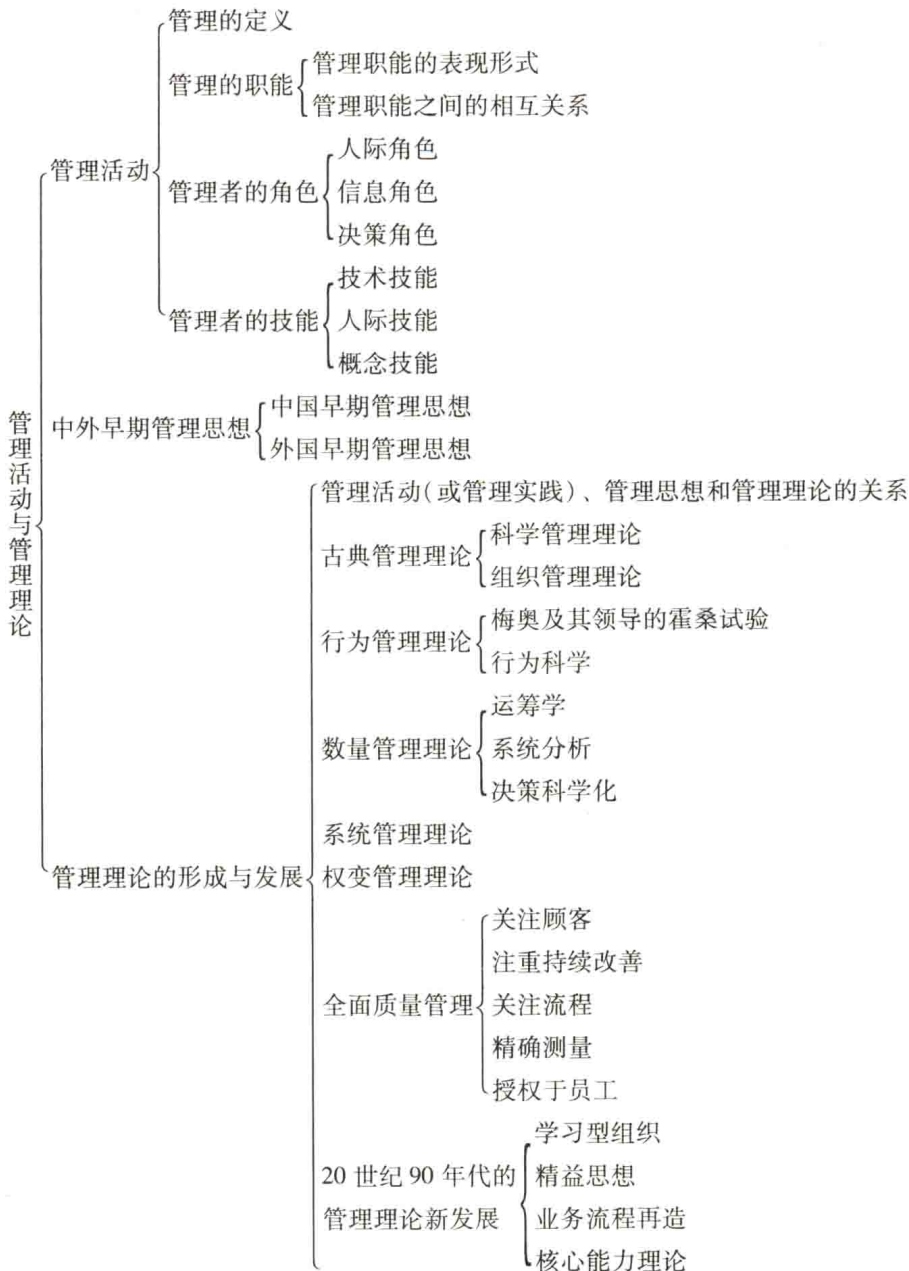 管理活动与管理理论
管理活动
管理的定义
管理的职能
管理职能的表现形式
管理职能之间的相互关系
管理者的角色
人际角色
信息角色
决策角色
管理者的技能
技术技能
人际技能
概念技能
中外早期管理思想
中国早期管理思想
外国早期管理思想
管理理论的形成与发展
管理活动(或管理实践)、管理思想和管理理论的关系
古典管理理论
科学管理理论
组织管理理论
行为管理理论
梅奥及其领导的霍桑试验
行为科学
数量管理理论
运筹学
系统分析
决策科学化
系统管理理论
权变管理理论
全面质量管理
关注顾客
注重持续改善
关注流程
精确测量
授权于员工
20 世纪 90 年代的
管理理论新发展
学习型组织
精益思想
业务流程再造
核心能力理论